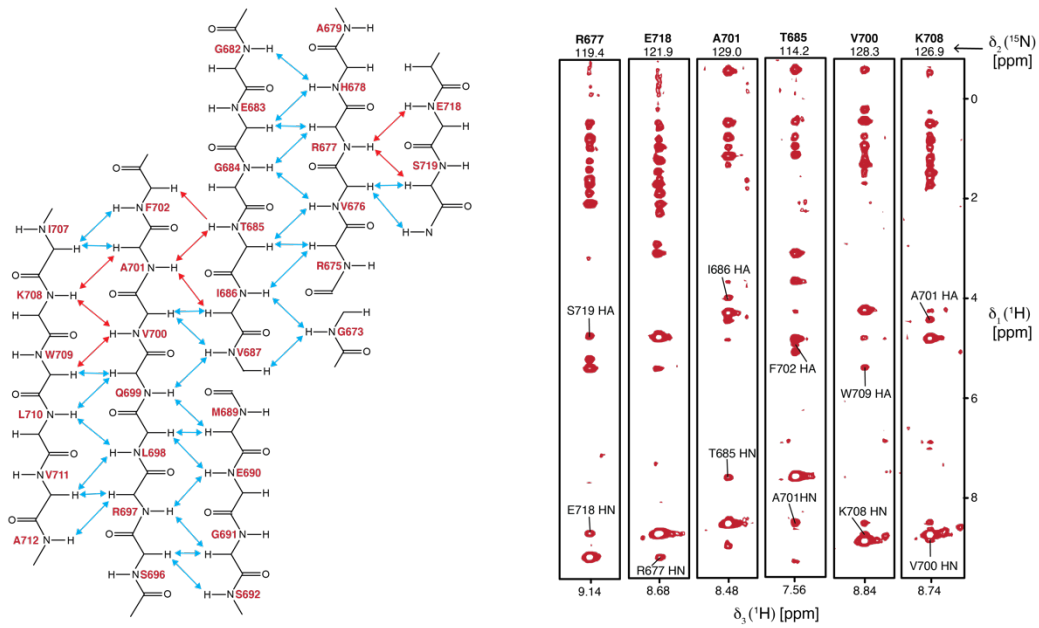 O
A679N
G682 N-H
O
H
H
O
H-N H678
H-N E683
O
H-N E718
H
H
H
O
R677 N-H
O
G684 N-H
S719 N-H
O
H
H
H
O
O
O
H-N F702
H-N V676
O
H-N I707
H-N T685
H-N
H
H
H
H
O
A701 N-H
R675 N-H
O
O
K708 N-H
I686 N-H
O
H
H
H
H
O
H-N V700
H-N G673
O
H-N W709
H-N V687
O
H
H
H
O
Q699 N-H
O
M689 N-H
L710 N-H
H
H
H
O
O
H-N L698
O
H-N V711
H-N E690
H
H
H
O
R697 N-H
O
G691 N-H
A712 N-H
H
H
O
H-N S696
H-N S692
O
R677 E718 A701 T685 V700 K708
119.4 121.9 129.0 114.2 128.3 126.9
δ2 (15N)
[ppm]
0
2
4
6
8
δ1 (1H)
[ppm]
I686 HA
A701 HA
S719 HA
F702 HA
W709 HA
T685 HN
A701HN
K708 HN
E718 HN
R677 HN
V700 HN
9.14 8.68 8.48 7.56 8.84 8.74
δ3 (1H) [ppm]